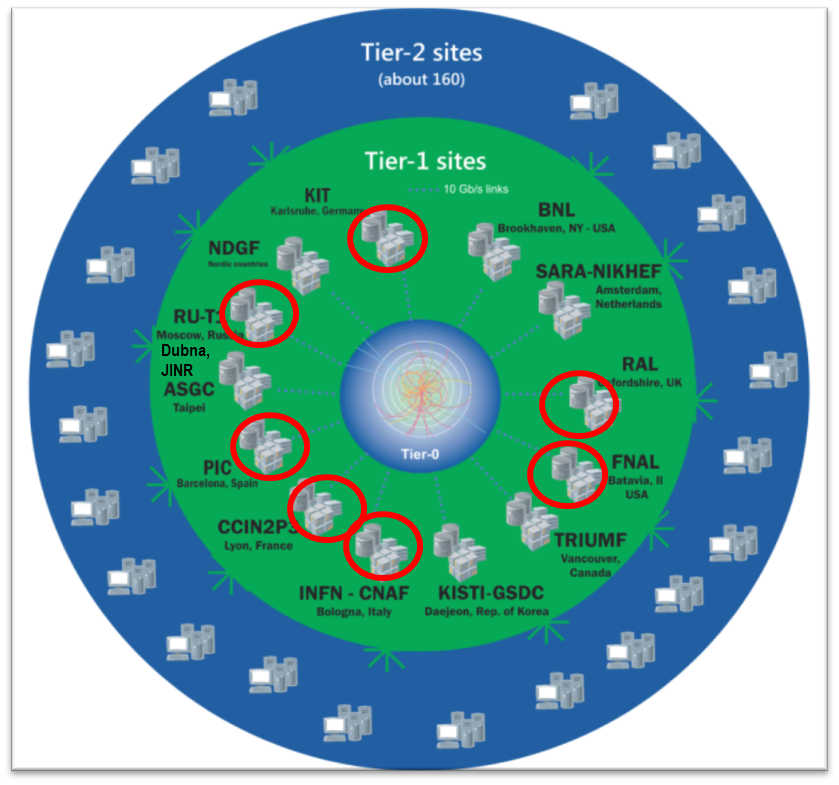 Tier-2 sites
(about 160)
Tier-1 sites
10 Gb/s links
KIT
Karlsruhe, Germany
BNL
Brookhaven, NY - USA
NDGF
Nordic countries
SARA-NIKHEF
Amsterdam,
Netherlands
RU-T1
Moscow, Russia
Dubna,
JINR
RAL
Oxfordshire, UK
ASGC
Taipei
Tier-0
PIC
Barcelona, Spain
FNAL
Batavia, Il
USA
CCIN2P3
Lyon, France
TRIUMF
Vancouver,
Canada
INFN - CNAF
Bologna, Italy
KISTI-GSDC
Daejeon, Rep. of Korea